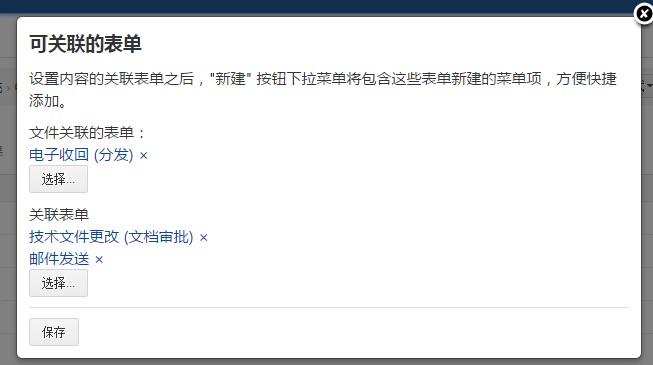 可关联的表单
设置内容的关联表单之后，"新建" 按钮下拉菜单将包含这些表单新建的菜单项，方便快捷
添加。
文件关联的表单：
电子收回 (分发) ×
选择...
关联表单
技术文件更改 (文档审批) ×
邮件发送 ×
选择...
保存